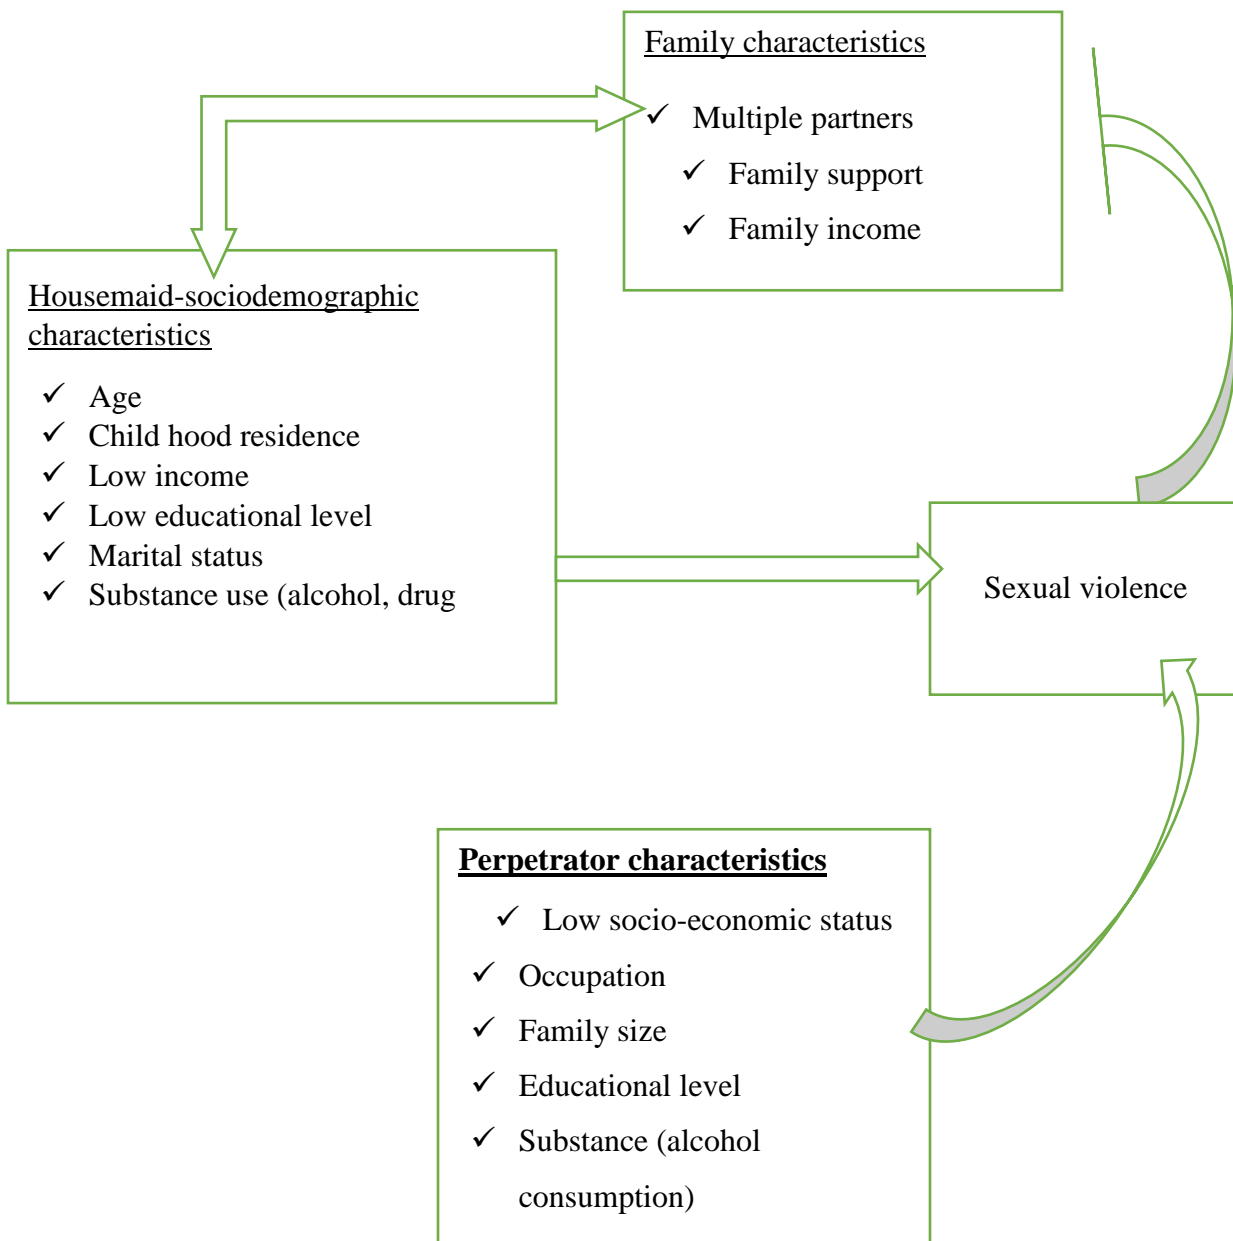 Family characteristics
✓ Multiple partners
✓ Family support
✓ Family income
Housemaid-sociodemographic
characteristics
✓ Age
✓ Child hood residence
✓ Low income
✓ Low educational level
✓ Marital status
✓ Substance use (alcohol, drug
Sexual violence
Perpetrator characteristics
✓ Low socio-economic status
✓ Occupation
✓ Family size
✓ Educational level
✓ Substance (alcohol
consumption)